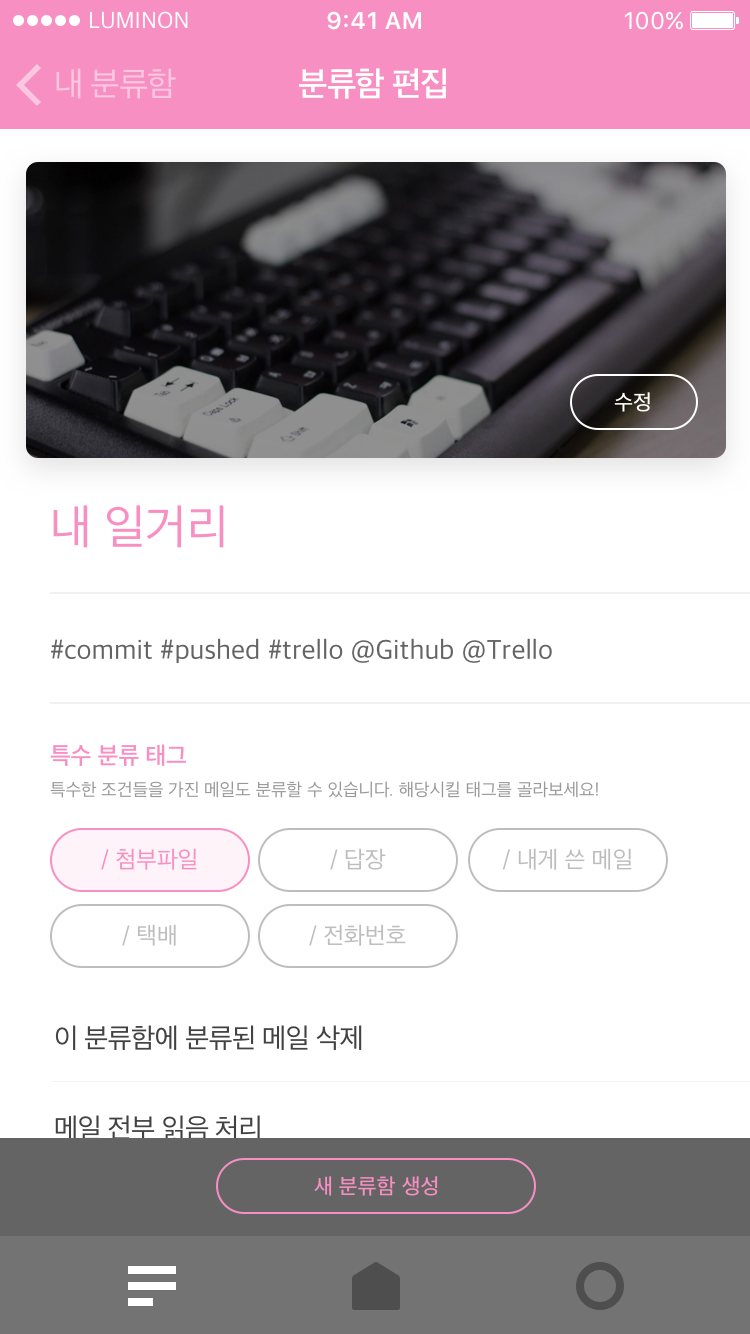 LUMINON 9:41 AM 100%
내 분류함 분류함 편집
Tab
Caps Lock
수정
내 일거리
#commit #pushed #trello @Github @Trello
특수 분류 태그
특수한 조건들을 가진 메일도 분류할 수 있습니다. 해당시킬 태그를 골라보세요!
/ 첨부파일 / 답장 / 내게 쓴 메일
/ 택배 / 전화번호
이 분류함에 분류된 메일 삭제
메일 전부 읽음 처리
새 분류함 생성